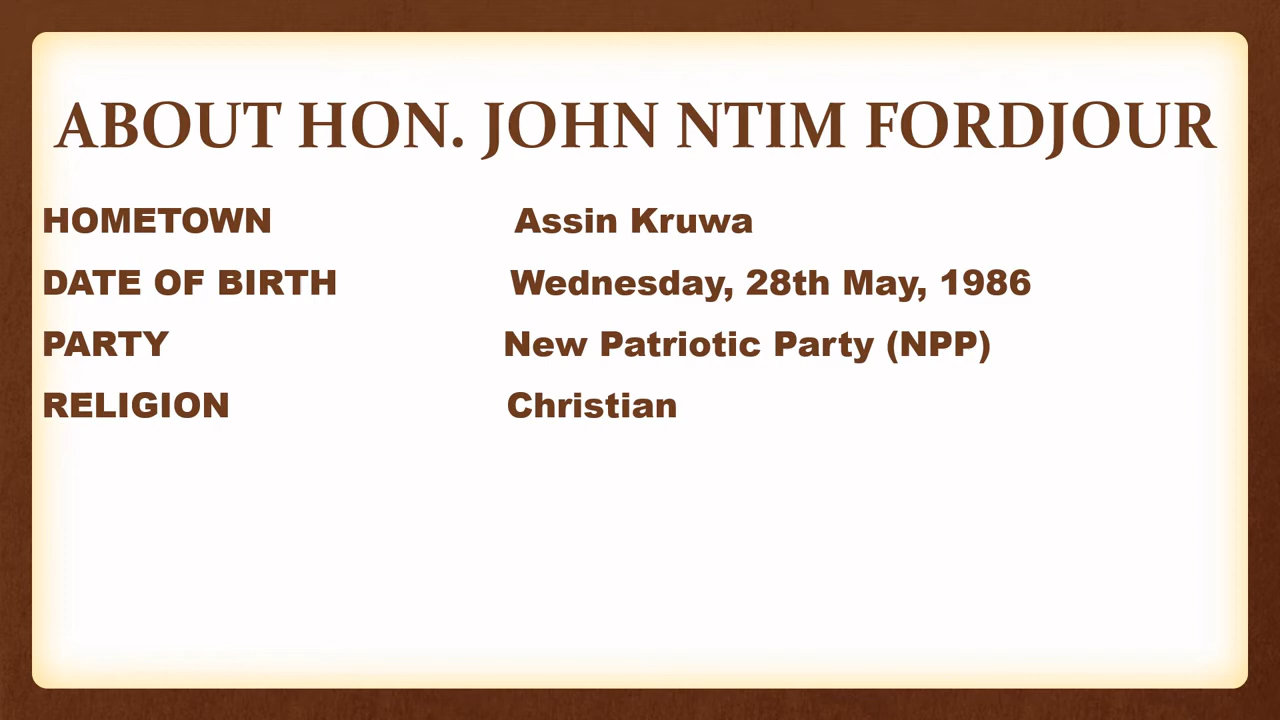 ABOUT HON. JOHN NTIM FORDJOUR
HOMETOWN Assin Kruwa
DATE OF BIRTH Wednesday, 28th May, 1986
PARTY New Patriotic Party (NPP)
RELIGION Christian